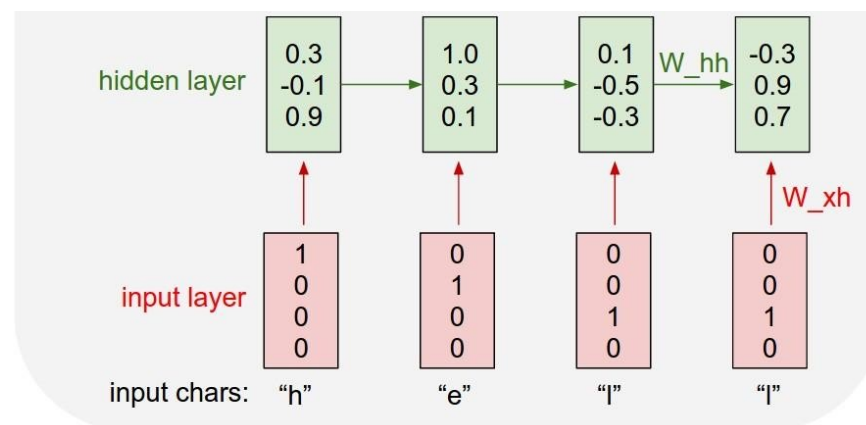 0.3 1.0 0.1 -0.3
hidden layer -0.1 0.3 -0.5 W_hh 0.9
0.9 0.1 -0.3 0.7
W_xh
1 0 0 0
0 1 0 0
input layer 0 0 1 1
0 0 0 0
input chars: “h” “e” “l” “l”